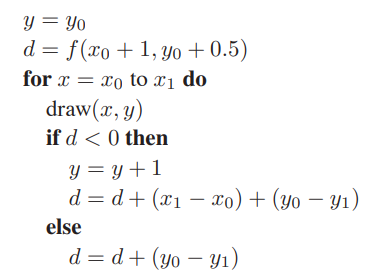 y = y₀
d = f(x₀ + 1, y₀ + 0.5)
for x = x₀ to x₁ do
draw(x, y)
if d < 0 then
y = y + 1
d = d + (x₁ − x₀) + (y₀ − y₁)
else
d = d + (y₀ − y₁)